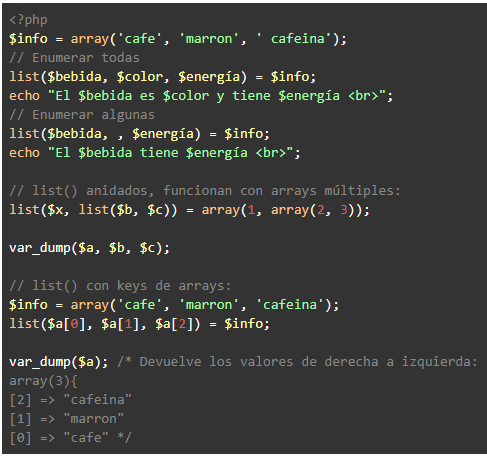 <?php
$info = array('cafe', 'marron', ' cafeina');
// Enumerar todas
list($bebida, $color, $energía) = $info;
echo "El $bebida es $color y tiene $energía <br>";
// Enumerar algunas
list($bebida, , $energía) = $info;
echo "El $bebida tiene $energía <br>";

// list() anidados, funcionan con arrays múltiples:
list($x, list($b, $c)) = array(1, array(2, 3));

var_dump($a, $b, $c);

// list() con keys de arrays:
$info = array('cafe', 'marron', 'cafeina');
list($a[0], $a[1], $a[2]) = $info;

var_dump($a); /* Devuelve los valores de derecha a izquierda:
array(3){
[2] => "cafeina"
[1] => "marron"
[0] => "cafe" */